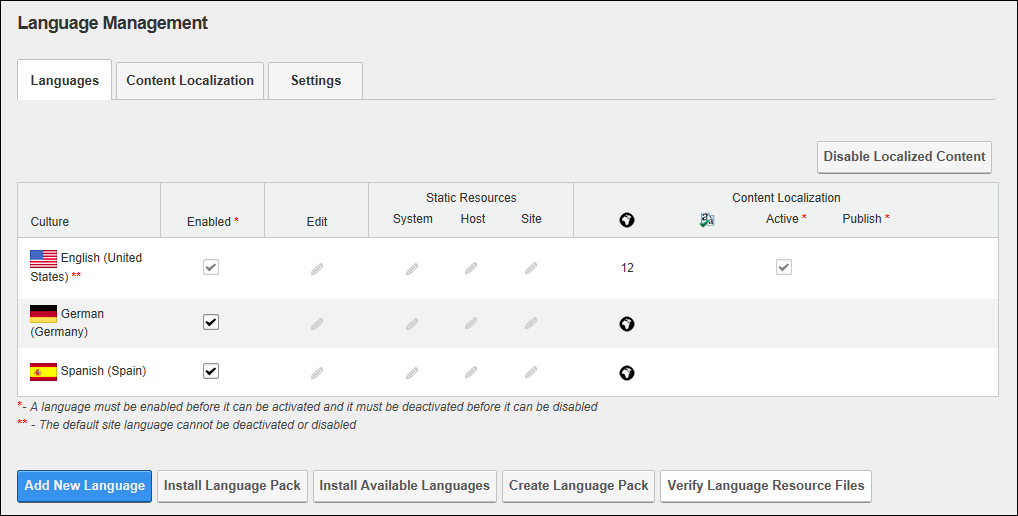 Language Management
Languages
Content Localization
Settings
Disable Localized Content
Static Resources
Content Localization
Culture
Enabled *
Edit
System
Host
Site
Active *
Publish *
English (United
States) **
12
German
(Germany)
Spanish (Spain)
*- A language must be enabled before it can be activated and it must be deactivated before it can be disabled
** - The default site language cannot be deactivated or disabled
Add New Language
Install Language Pack
Install Available Languages
Create Language Pack
Verify Language Resource Files